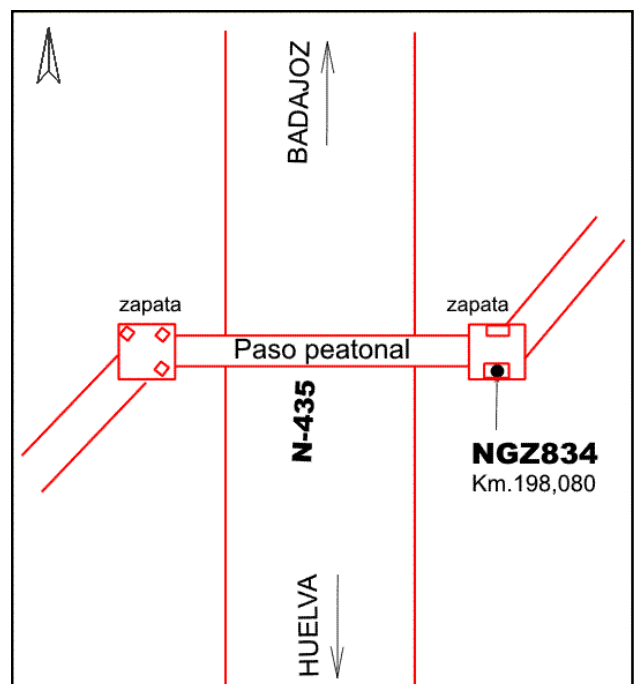 BADAJOZ
zapata
zapata
Paso peatonal
N-435
NGZ834
Km.198,080
HUELVA